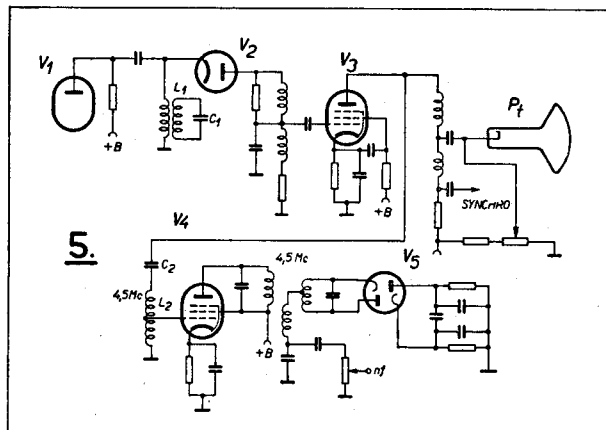 V1
V2
V3
L1
C1
+B
+B
Pt
SYNCHRO
5.
V4
V5
4,5Mc
C2
L2
4,5 Mc
+B
nf